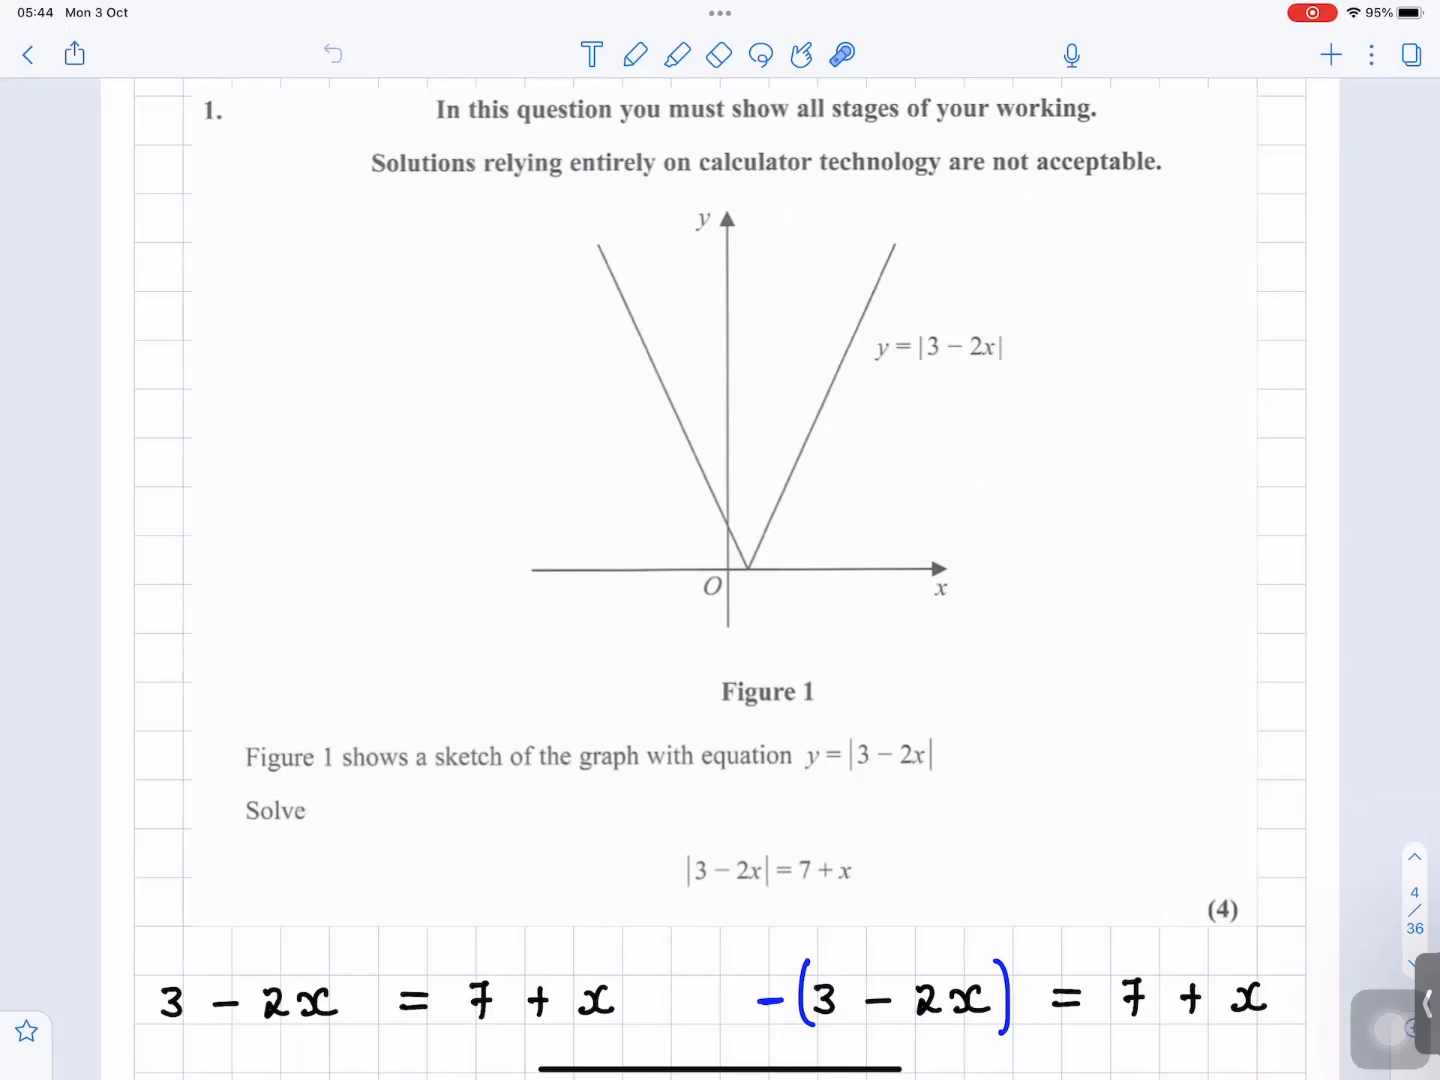 05:44 Mon 3 Oct
95%
1. In this question you must show all stages of your working.
Solutions relying entirely on calculator technology are not acceptable.
y
y = |3 − 2x|
O
x
Figure 1
Figure 1 shows a sketch of the graph with equation y = |3 − 2x|
Solve
|3 − 2x| = 7 + x
(4)
4
/
36
3 − 2x = 7 + x −(3 − 2x) = 7 + x